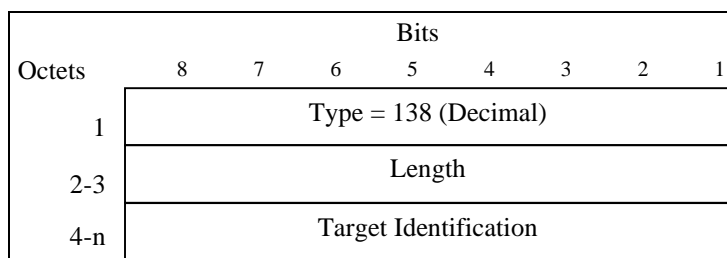 Bits
Octets 8 7 6 5 4 3 2 1
1 Type = 138 (Decimal)
2-3 Length
4-n Target Identification